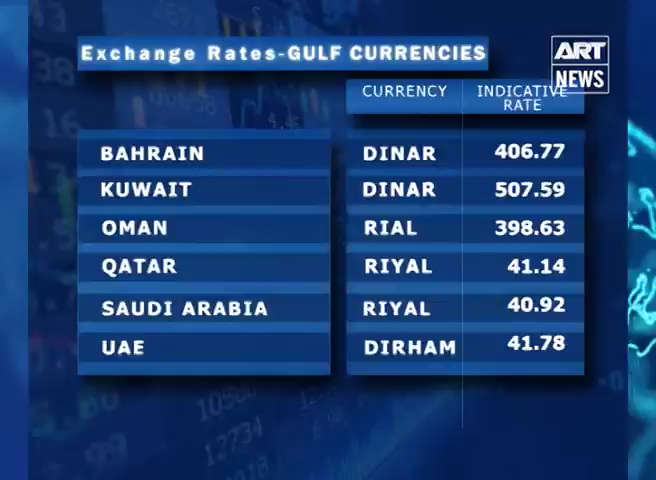 Exchange Rates-GULF CURRENCIES
ART
NEWS
CURRENCY INDICATIVE RATE
BAHRAIN DINAR 406.77
KUWAIT DINAR 507.59
OMAN RIAL 398.63
QATAR RIYAL 41.14
SAUDI ARABIA RIYAL 40.92
UAE DIRHAM 41.78
12734